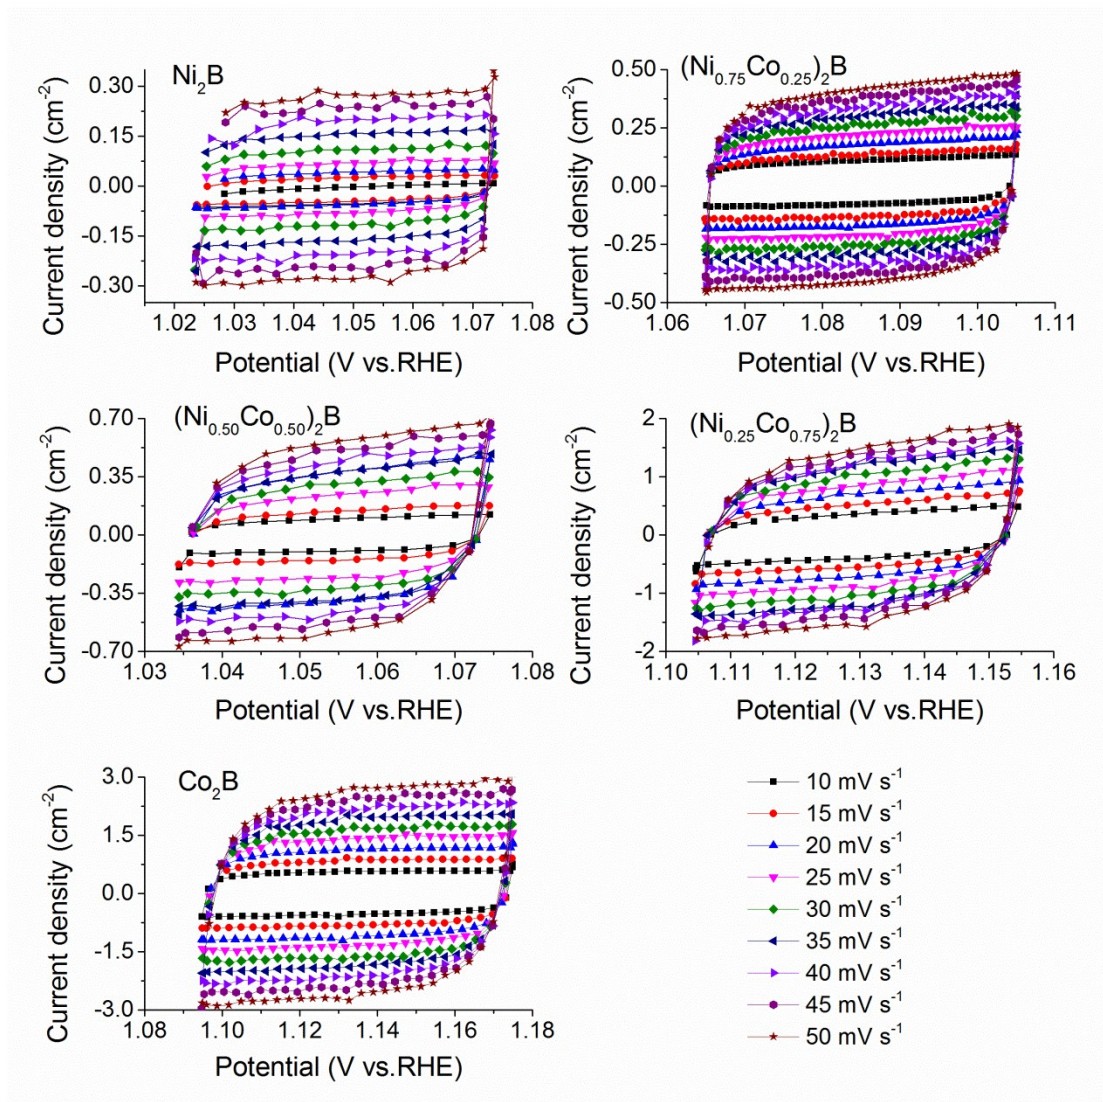 Ni₂B
Current density (cm⁻²)
0.30
0.15
0.00
-0.15
-0.30
1.02 1.03 1.04 1.05 1.06 1.07 1.08
Potential (V vs.RHE)
(Ni₀.₇₅Co₀.₂₅)₂B
Current density (cm⁻²)
0.50
0.25
0.00
-0.25
-0.50
1.06 1.07 1.08 1.09 1.10 1.11
Potential (V vs.RHE)
(Ni₀.₅₀Co₀.₅₀)₂B
Current density (cm⁻²)
0.70
0.35
0.00
-0.35
-0.70
1.03 1.04 1.05 1.06 1.07 1.08
Potential (V vs.RHE)
(Ni₀.₂₅Co₀.₇₅)₂B
Current density (cm⁻²)
2
1
0
-1
-2
1.10 1.11 1.12 1.13 1.14 1.15 1.16
Potential (V vs.RHE)
Co₂B
Current density (cm⁻²)
3.0
1.5
0.0
-1.5
-3.0
1.08 1.10 1.12 1.14 1.16 1.18
Potential (V vs.RHE)
10 mV s⁻¹
15 mV s⁻¹
20 mV s⁻¹
25 mV s⁻¹
30 mV s⁻¹
35 mV s⁻¹
40 mV s⁻¹
45 mV s⁻¹
50 mV s⁻¹